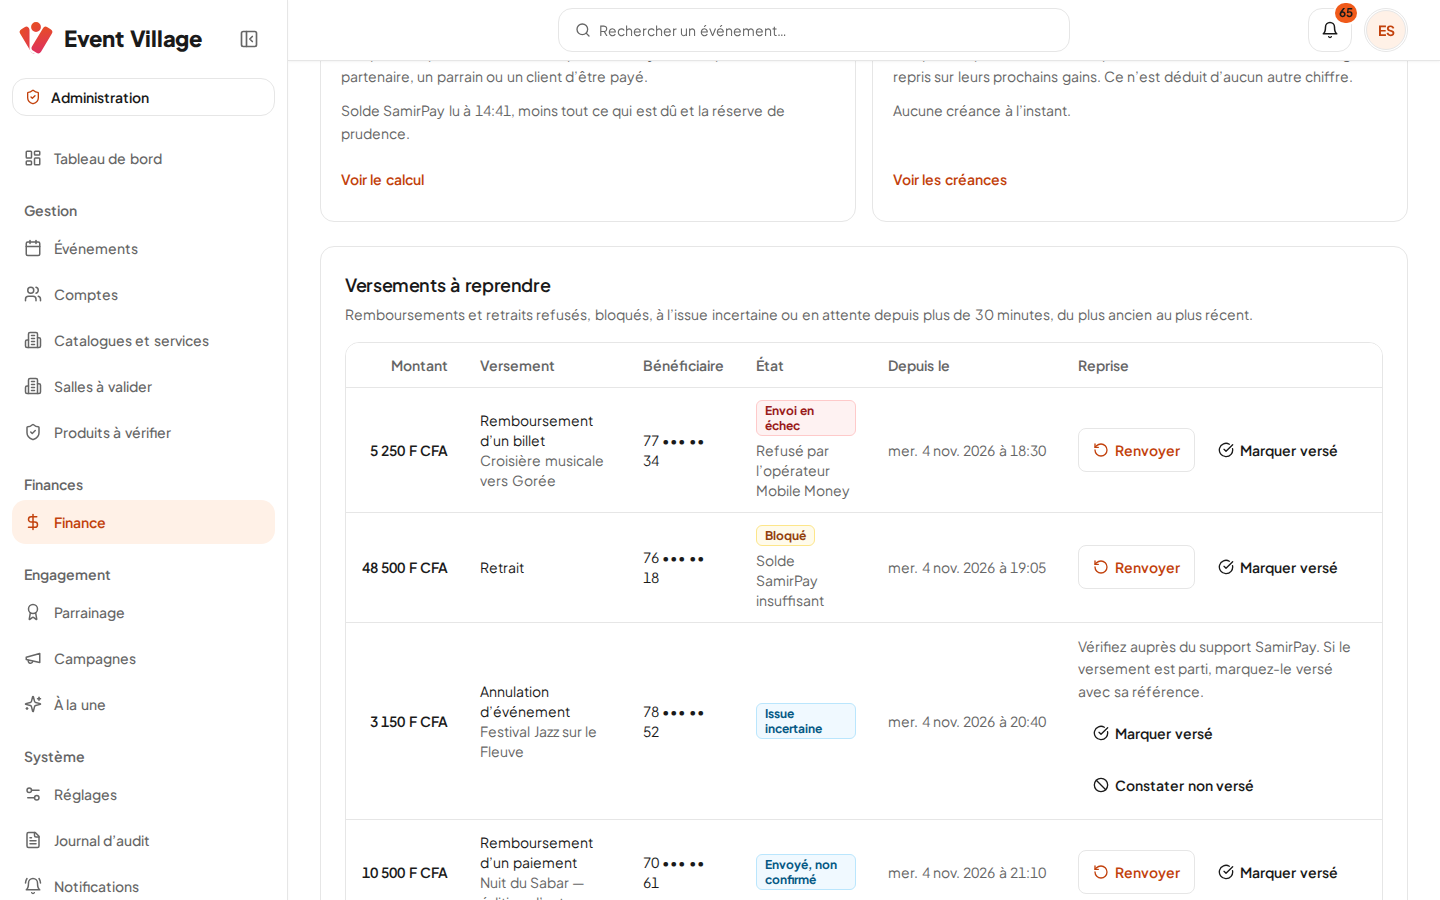 Event Village
Rechercher un événement…
65
ES
Administration
Tableau de bord
Gestion
Événements
Comptes
Catalogues et services
Salles à valider
Produits à vérifier
Finances
Finance
Engagement
Parrainage
Campagnes
À la une
Système
Réglages
Journal d’audit
Notifications
partenaire, un parrain ou un client d’être payé.
Solde SamirPay lu à 14:41, moins tout ce qui est dû et la réserve de
prudence.
Voir le calcul
repris sur leurs prochains gains. Ce n’est déduit d’aucun autre chiffre.
Aucune créance à l’instant.
Voir les créances
Versements à reprendre
Remboursements et retraits refusés, bloqués, à l’issue incertaine ou en attente depuis plus de 30 minutes, du plus ancien au plus récent.
Montant
Versement
Bénéficiaire
État
Depuis le
Reprise
5 250 F CFA
Remboursement
d’un billet
Croisière musicale
vers Gorée
77 ••• ••
34
Envoi en
échec
Refusé par
l’opérateur
Mobile Money
mer. 4 nov. 2026 à 18:30
Renvoyer
Marquer versé
48 500 F CFA
Retrait
76 ••• ••
18
Bloqué
Solde
SamirPay
insuffisant
mer. 4 nov. 2026 à 19:05
Renvoyer
Marquer versé
3 150 F CFA
Annulation
d’événement
Festival Jazz sur le
Fleuve
78 ••• ••
52
Issue
incertaine
mer. 4 nov. 2026 à 20:40
Vérifiez auprès du support SamirPay. Si le
versement est parti, marquez-le versé
avec sa référence.
Marquer versé
Constater non versé
10 500 F CFA
Remboursement
d’un paiement
Nuit du Sabar —
70 ••• ••
61
Envoyé, non
confirmé
mer. 4 nov. 2026 à 21:10
Renvoyer
Marquer versé